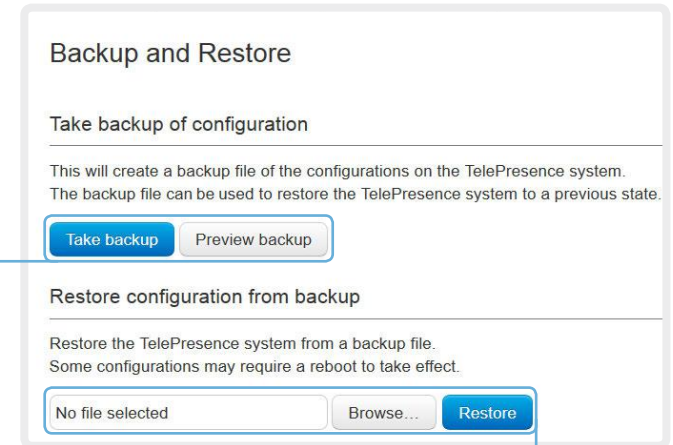 Backup and Restore
Take backup of configuration
This will create a backup file of the configurations on the TelePresence system.
The backup file can be used to restore the TelePresence system to a previous state.
Take backup Preview backup
Restore configuration from backup
Restore the TelePresence system from a backup file.
Some configurations may require a reboot to take effect.
No file selected Browse... Restore